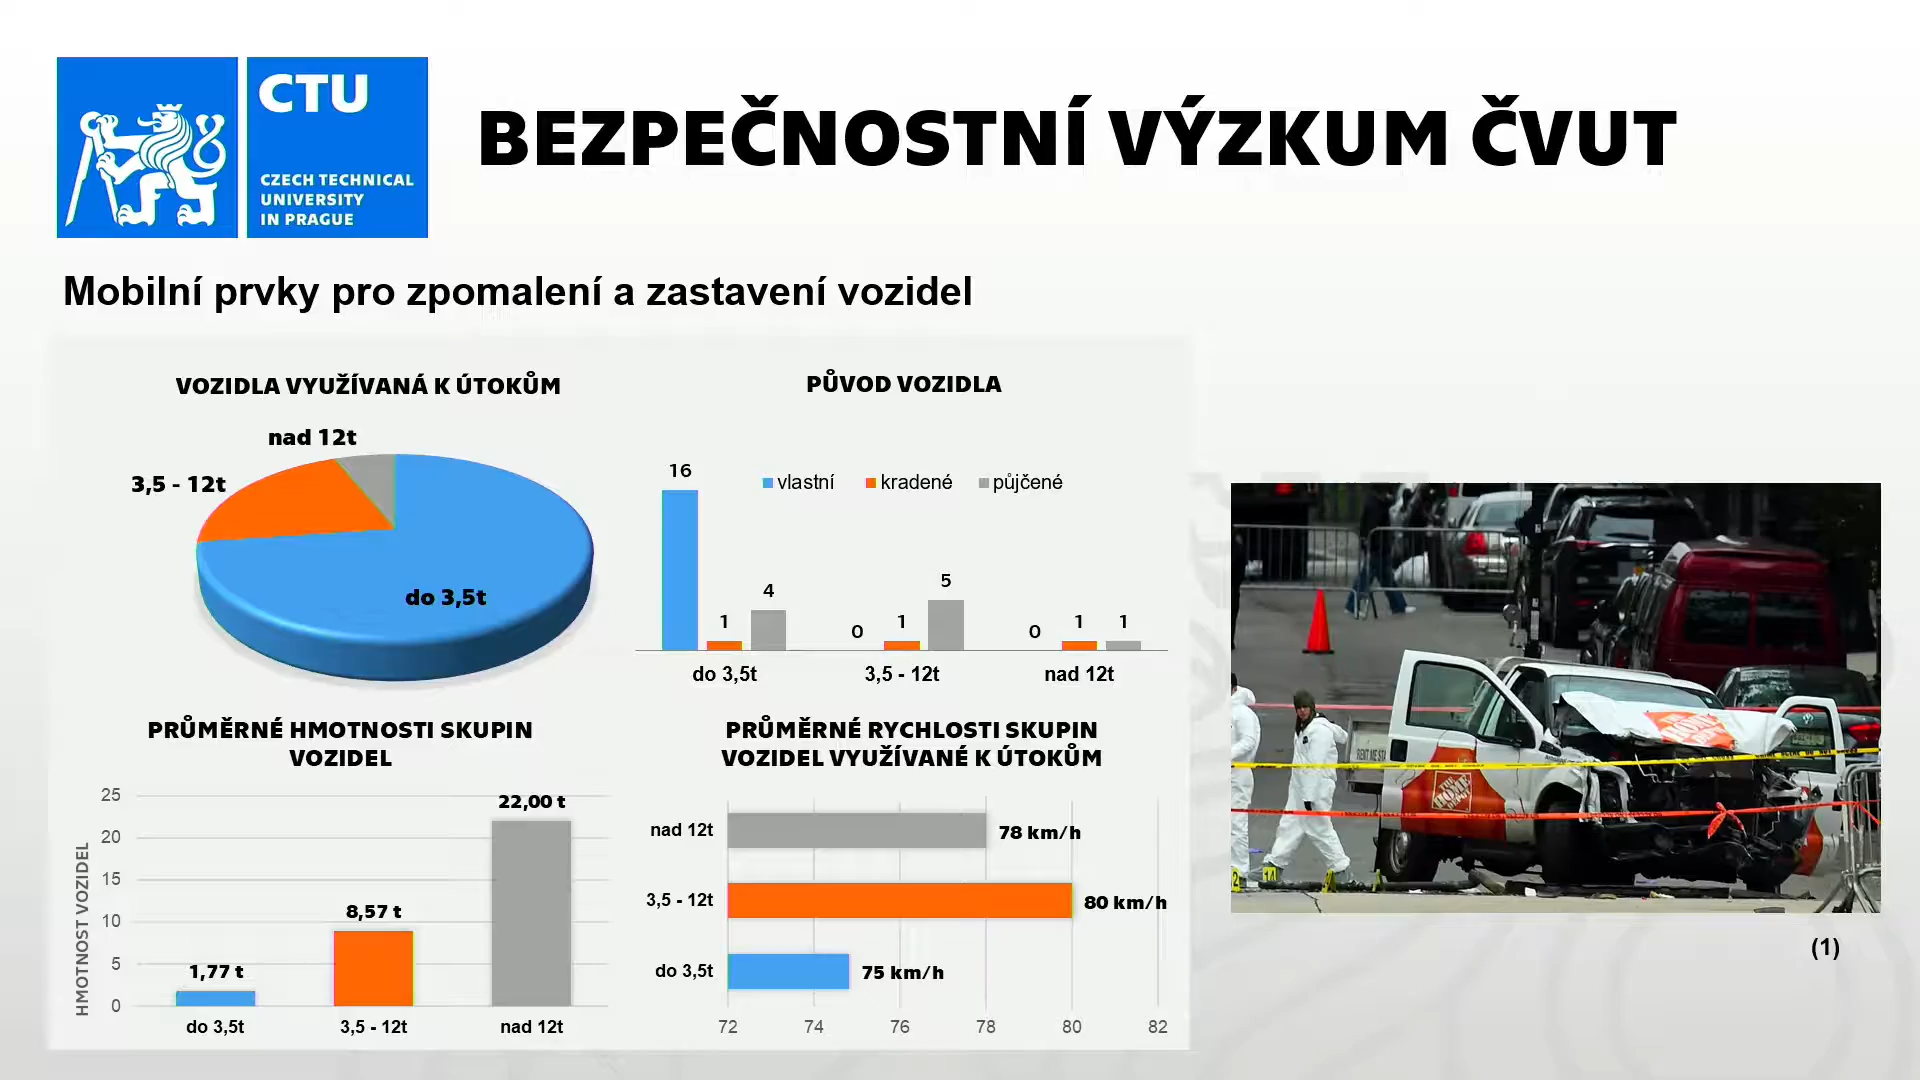 CTU
CZECH TECHNICAL
UNIVERSITY
IN PRAGUE
BEZPEČNOSTNÍ VÝZKUM ČVUT
Mobilní prvky pro zpomalení a zastavení vozidel
VOZIDLA VYUŽÍVANÁ K ÚTOKŮM
nad 12t
3,5 - 12t
do 3,5t
PŮVOD VOZIDLA
vlastní kradené půjčené
16 1 4 0 1 5 0 1 1
do 3,5t 3,5 - 12t nad 12t
PRŮMĚRNÉ HMOTNOSTI SKUPIN
VOZIDEL
HMOTNOST VOZIDEL
25
20
15
10
5
0
1,77 t
8,57 t
22,00 t
do 3,5t 3,5 - 12t nad 12t
PRŮMĚRNÉ RYCHLOSTI SKUPIN
VOZIDEL VYUŽÍVANÉ K ÚTOKŮM
nad 12t 78 km/h
3,5 - 12t 80 km/h
do 3,5t 75 km/h
72 74 76 78 80 82
THE
HOME
DEPOT
(1)